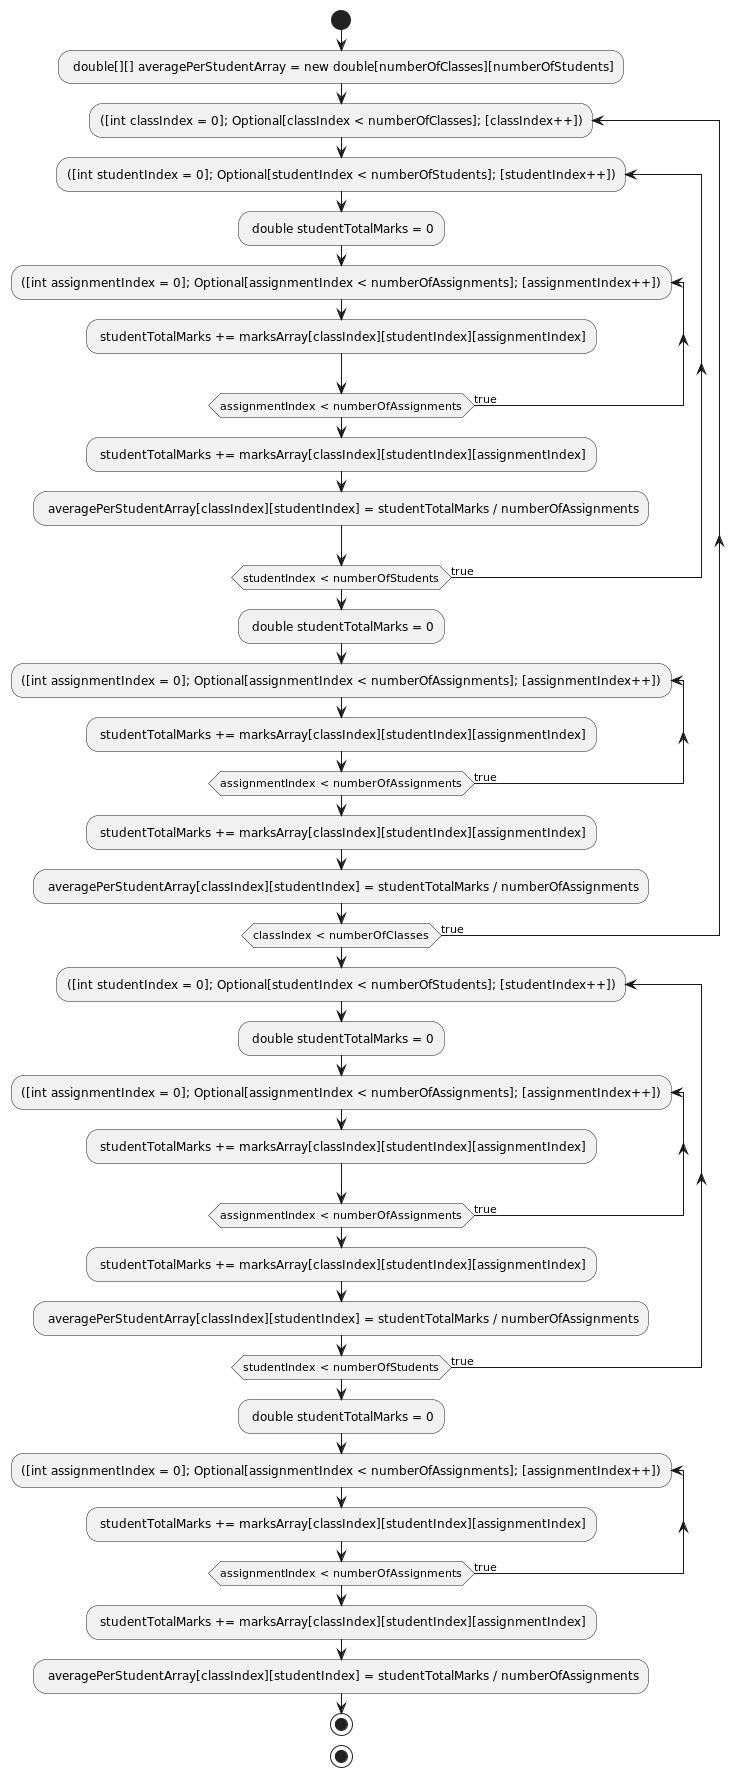 double[][] averagePerStudentArray = new double[numberOfClasses][numberOfStudents]
([int classIndex = 0]; Optional[classIndex < numberOfClasses]; [classIndex++])
([int studentIndex = 0]; Optional[studentIndex < numberOfStudents]; [studentIndex++])
double studentTotalMarks = 0
([int assignmentIndex = 0]; Optional[assignmentIndex < numberOfAssignments]; [assignmentIndex++])
studentTotalMarks += marksArray[classIndex][studentIndex][assignmentIndex]
assignmentIndex < numberOfAssignments true
studentTotalMarks += marksArray[classIndex][studentIndex][assignmentIndex]
averagePerStudentArray[classIndex][studentIndex] = studentTotalMarks / numberOfAssignments
studentIndex < numberOfStudents true
double studentTotalMarks = 0
([int assignmentIndex = 0]; Optional[assignmentIndex < numberOfAssignments]; [assignmentIndex++])
studentTotalMarks += marksArray[classIndex][studentIndex][assignmentIndex]
assignmentIndex < numberOfAssignments true
studentTotalMarks += marksArray[classIndex][studentIndex][assignmentIndex]
averagePerStudentArray[classIndex][studentIndex] = studentTotalMarks / numberOfAssignments
classIndex < numberOfClasses true
([int studentIndex = 0]; Optional[studentIndex < numberOfStudents]; [studentIndex++])
double studentTotalMarks = 0
([int assignmentIndex = 0]; Optional[assignmentIndex < numberOfAssignments]; [assignmentIndex++])
studentTotalMarks += marksArray[classIndex][studentIndex][assignmentIndex]
assignmentIndex < numberOfAssignments true
studentTotalMarks += marksArray[classIndex][studentIndex][assignmentIndex]
averagePerStudentArray[classIndex][studentIndex] = studentTotalMarks / numberOfAssignments
studentIndex < numberOfStudents true
double studentTotalMarks = 0
([int assignmentIndex = 0]; Optional[assignmentIndex < numberOfAssignments]; [assignmentIndex++])
studentTotalMarks += marksArray[classIndex][studentIndex][assignmentIndex]
assignmentIndex < numberOfAssignments true
studentTotalMarks += marksArray[classIndex][studentIndex][assignmentIndex]
averagePerStudentArray[classIndex][studentIndex] = studentTotalMarks / numberOfAssignments